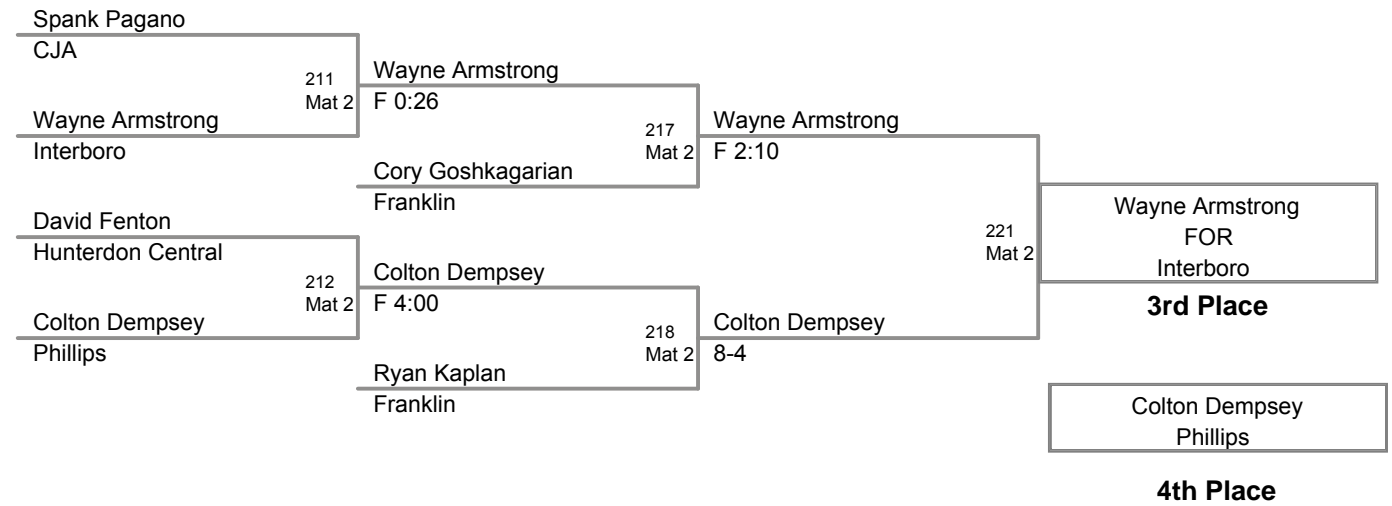 Spank Pagano
CJA
211
Mat 2
Wayne Armstrong
F 0:26
Wayne Armstrong
Interboro
217
Mat 2
Wayne Armstrong
F 2:10
Cory Goshkagarian
Franklin
David Fenton
Hunterdon Central
212
Mat 2
Colton Dempsey
F 4:00
Colton Dempsey
Phillips
218
Mat 2
Colton Dempsey
8-4
Ryan Kaplan
Franklin
221
Mat 2
Wayne Armstrong
FOR
Interboro
3rd Place
Colton Dempsey
Phillips
4th Place